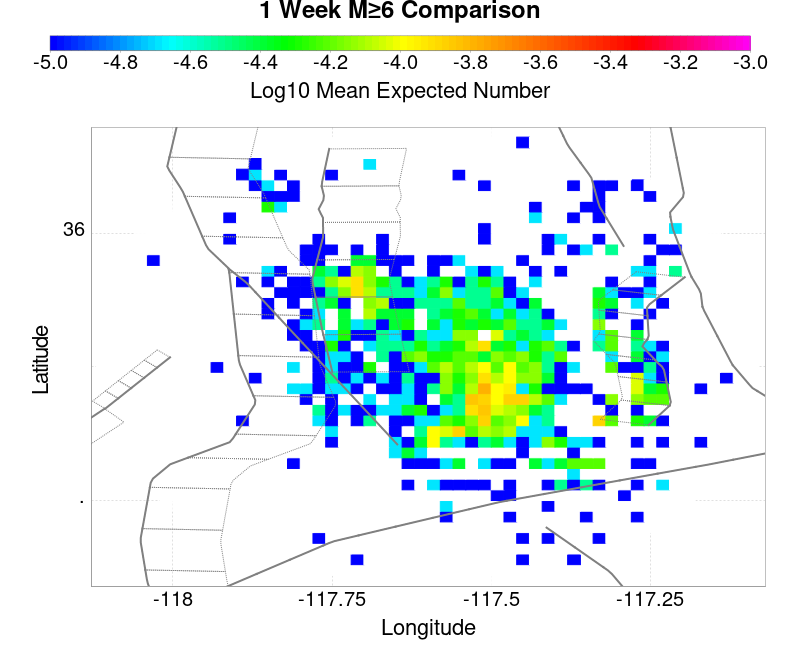 1 Week M≥6 Comparison
-5.0 -4.8 -4.6 -4.4 -4.2 -4.0 -3.8 -3.6 -3.4 -3.2 -3.0
Log10 Mean Expected Number
36
Latitude
.
-118 -117.75 -117.5 -117.25
Longitude